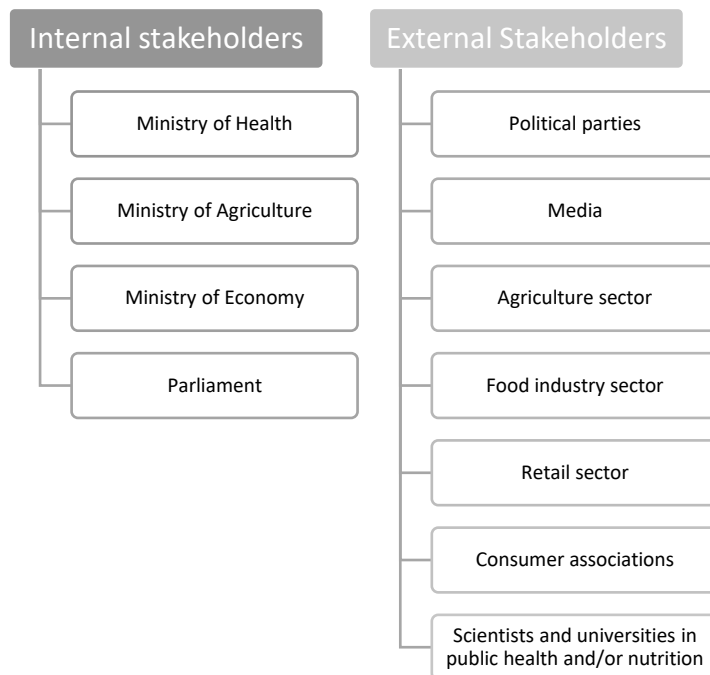 Internal stakeholders
Ministry of Health
Ministry of Agriculture
Ministry of Economy
Parliament
External Stakeholders
Political parties
Media
Agriculture sector
Food industry sector
Retail sector
Consumer associations
Scientists and universities in
public health and/or nutrition